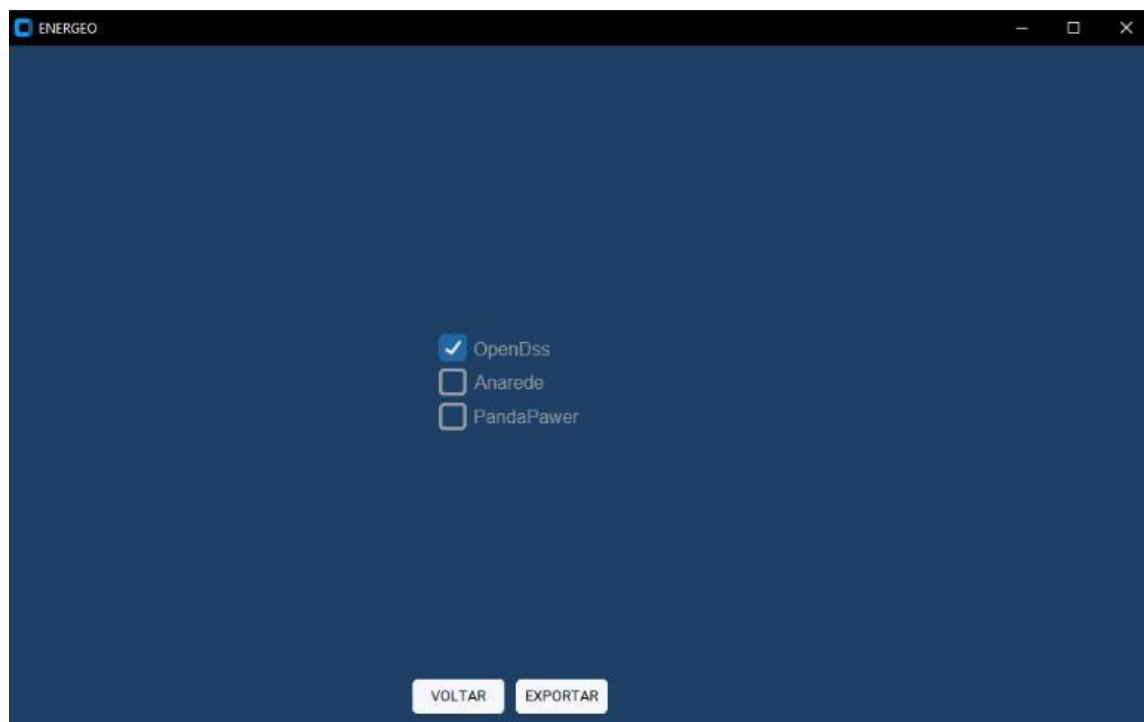 ENERGEO
OpenDss
Anarede
PandaPawer
VOLTAR EXPORTAR